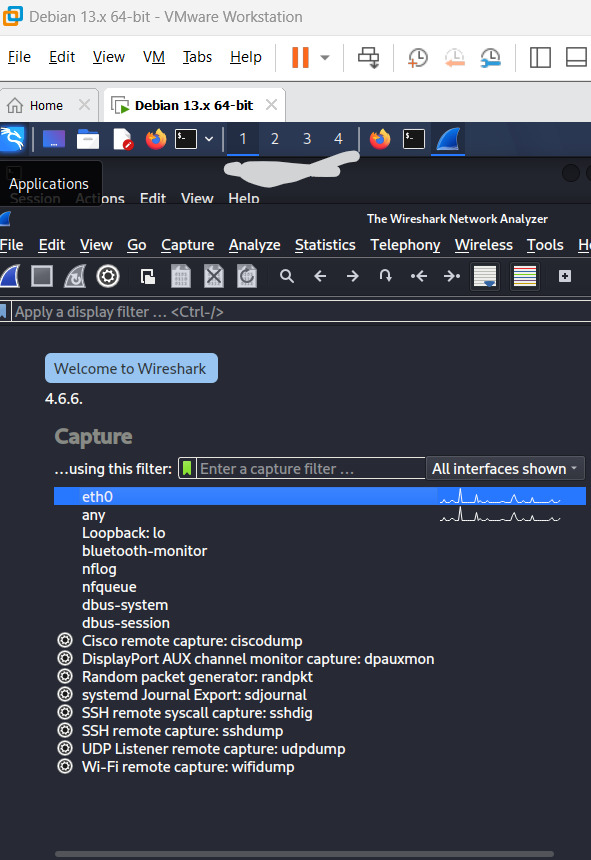 Debian 13.x 64-bit - VMware Workstation
File Edit View VM Tabs Help
Home Debian 13.x 64-bit
1 2 3 4
Applications
Session Actions Edit View Help
The Wireshark Network Analyzer
File Edit View Go Capture Analyze Statistics Telephony Wireless Tools
Apply a display filter … <Ctrl-/>
Welcome to Wireshark
4.6.6.
Capture
…using this filter: Enter a capture filter … All interfaces shown
eth0
any
Loopback: lo
bluetooth-monitor
nflog
nfqueue
dbus-system
dbus-session
Cisco remote capture: ciscodump
DisplayPort AUX channel monitor capture: dpauxmon
Random packet generator: randpkt
systemd Journal Export: sdjournal
SSH remote syscall capture: sshdig
SSH remote capture: sshdump
UDP Listener remote capture: udpdump
Wi-Fi remote capture: wifidump